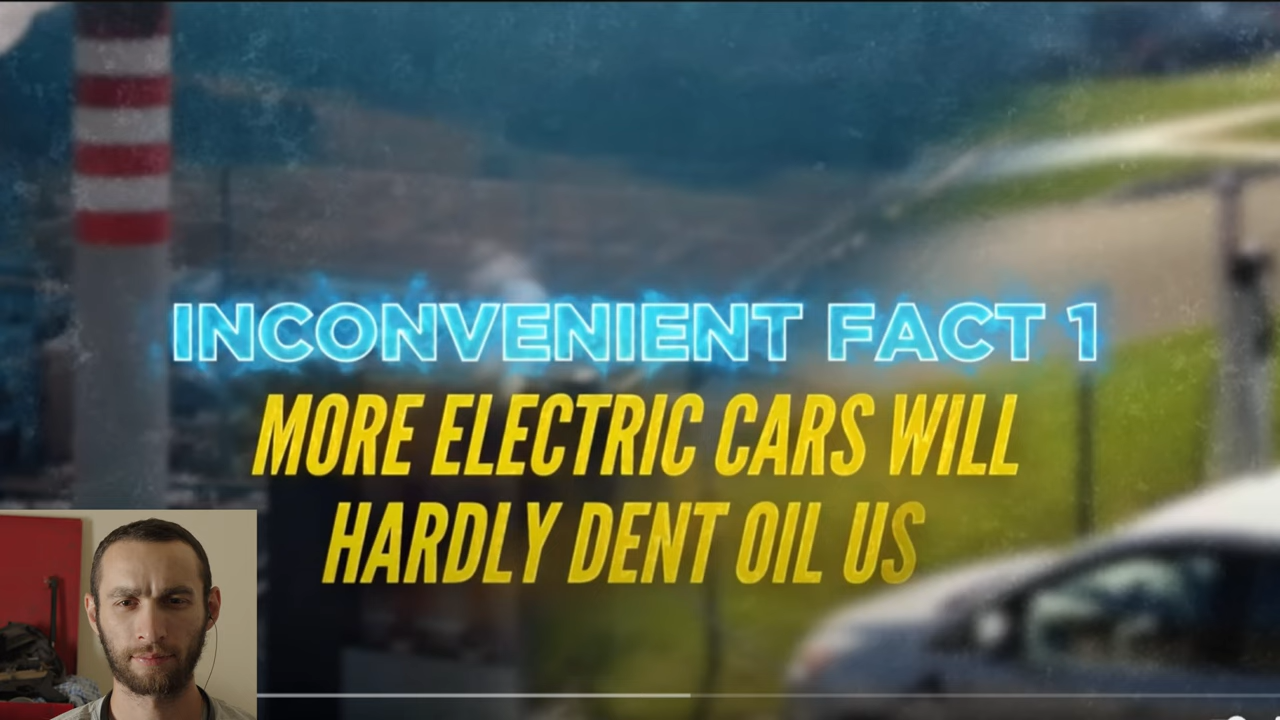 INCONVENIENT FACT 1
MORE ELECTRIC CARS WILL
HARDLY DENT OIL US